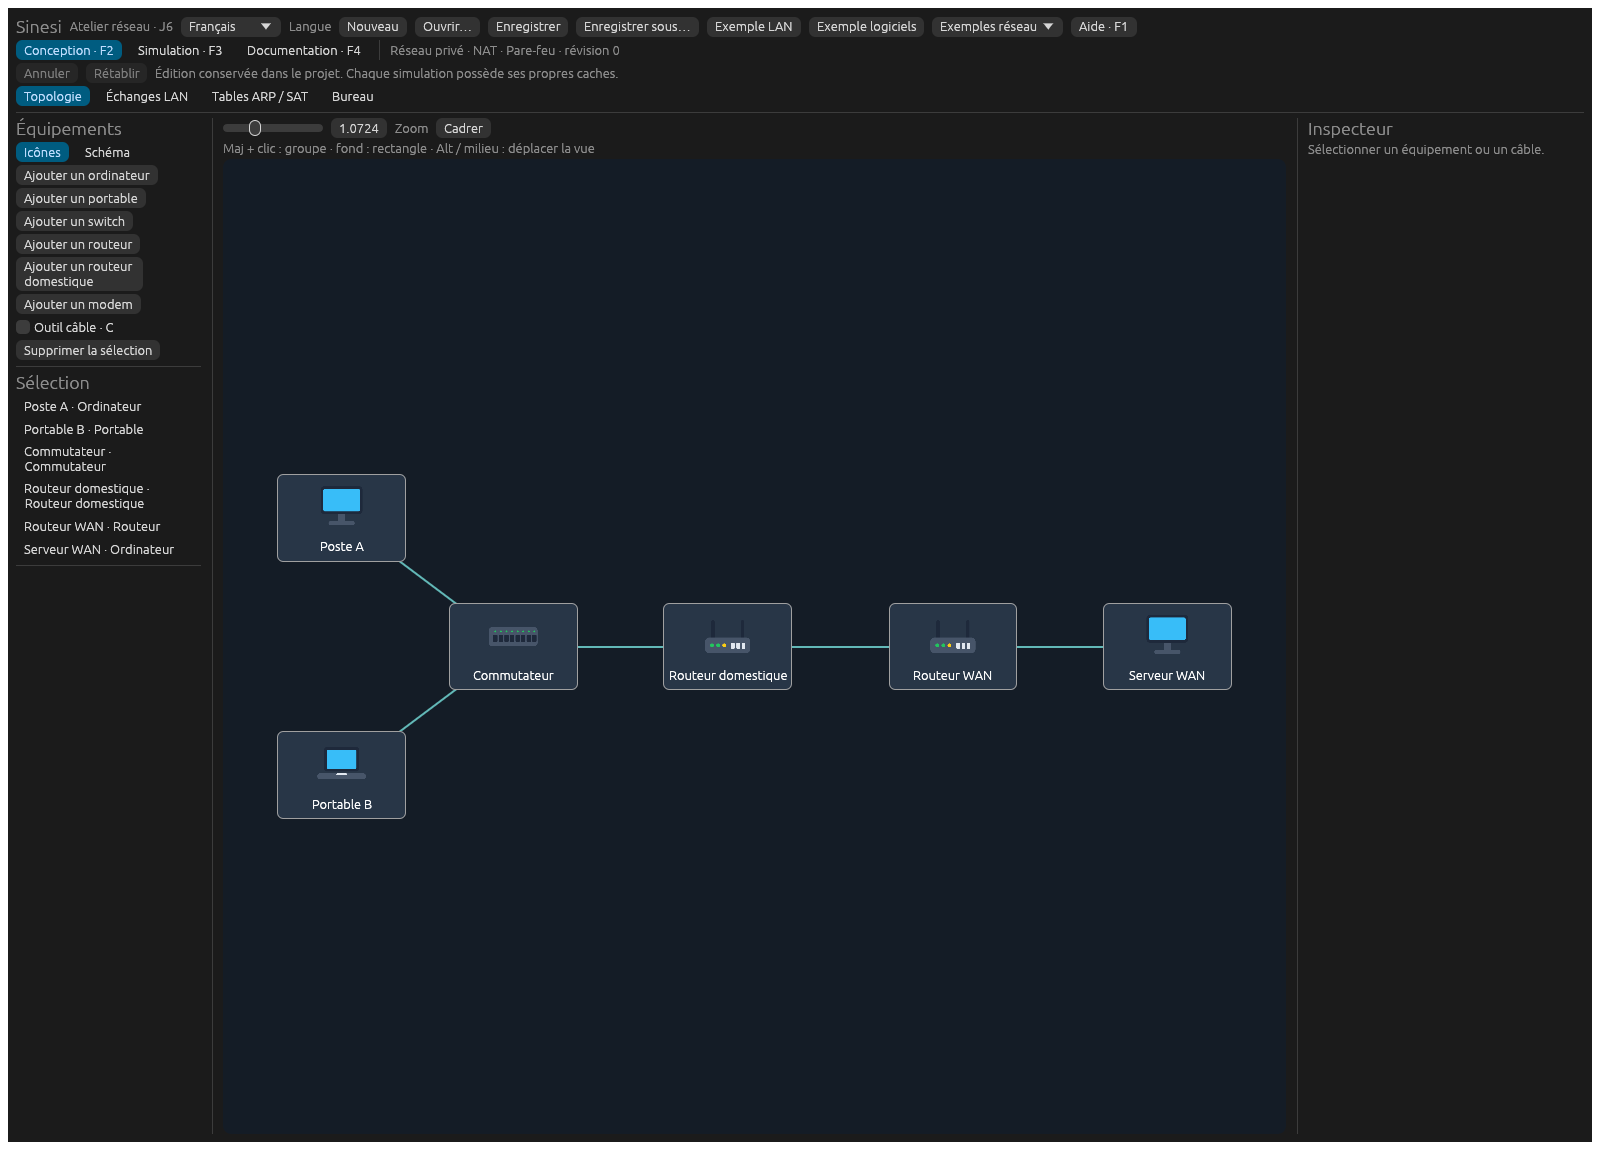 Sinesi Atelier réseau · J6 Français Langue Nouveau Ouvrir... Enregistrer Enregistrer sous... Exemple LAN Exemple logiciels Exemples réseau Aide · F1
Conception · F2 Simulation · F3 Documentation · F4 Réseau privé · NAT · Pare-feu · révision 0
Annuler Rétablir Édition conservée dans le projet. Chaque simulation possède ses propres caches.
Topologie Échanges LAN Tables ARP / SAT Bureau
Équipements
Icônes Schéma
Ajouter un ordinateur
Ajouter un portable
Ajouter un switch
Ajouter un routeur
Ajouter un routeur
domestique
Ajouter un modem
Outil câble · C
Supprimer la sélection
Sélection
Poste A · Ordinateur
Portable B · Portable
Commutateur ·
Commutateur
Routeur domestique ·
Routeur domestique
Routeur WAN · Routeur
Serveur WAN · Ordinateur
1.0724 Zoom Cadrer
Maj + clic : groupe · fond : rectangle · Alt / milieu : déplacer la vue
Poste A
Commutateur
Routeur domestique
Routeur WAN
Serveur WAN
Portable B
Inspecteur
Sélectionner un équipement ou un câble.